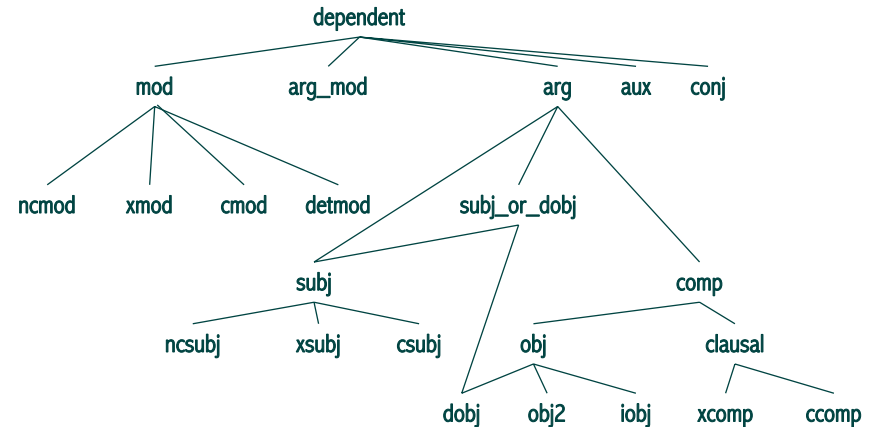 dependent
mod arg_mod arg aux conj
ncmod xmod cmod detmod subj_or_dobj
subj comp
ncsubj xsubj csubj obj clausal
dobj obj2 iobj xcomp ccomp